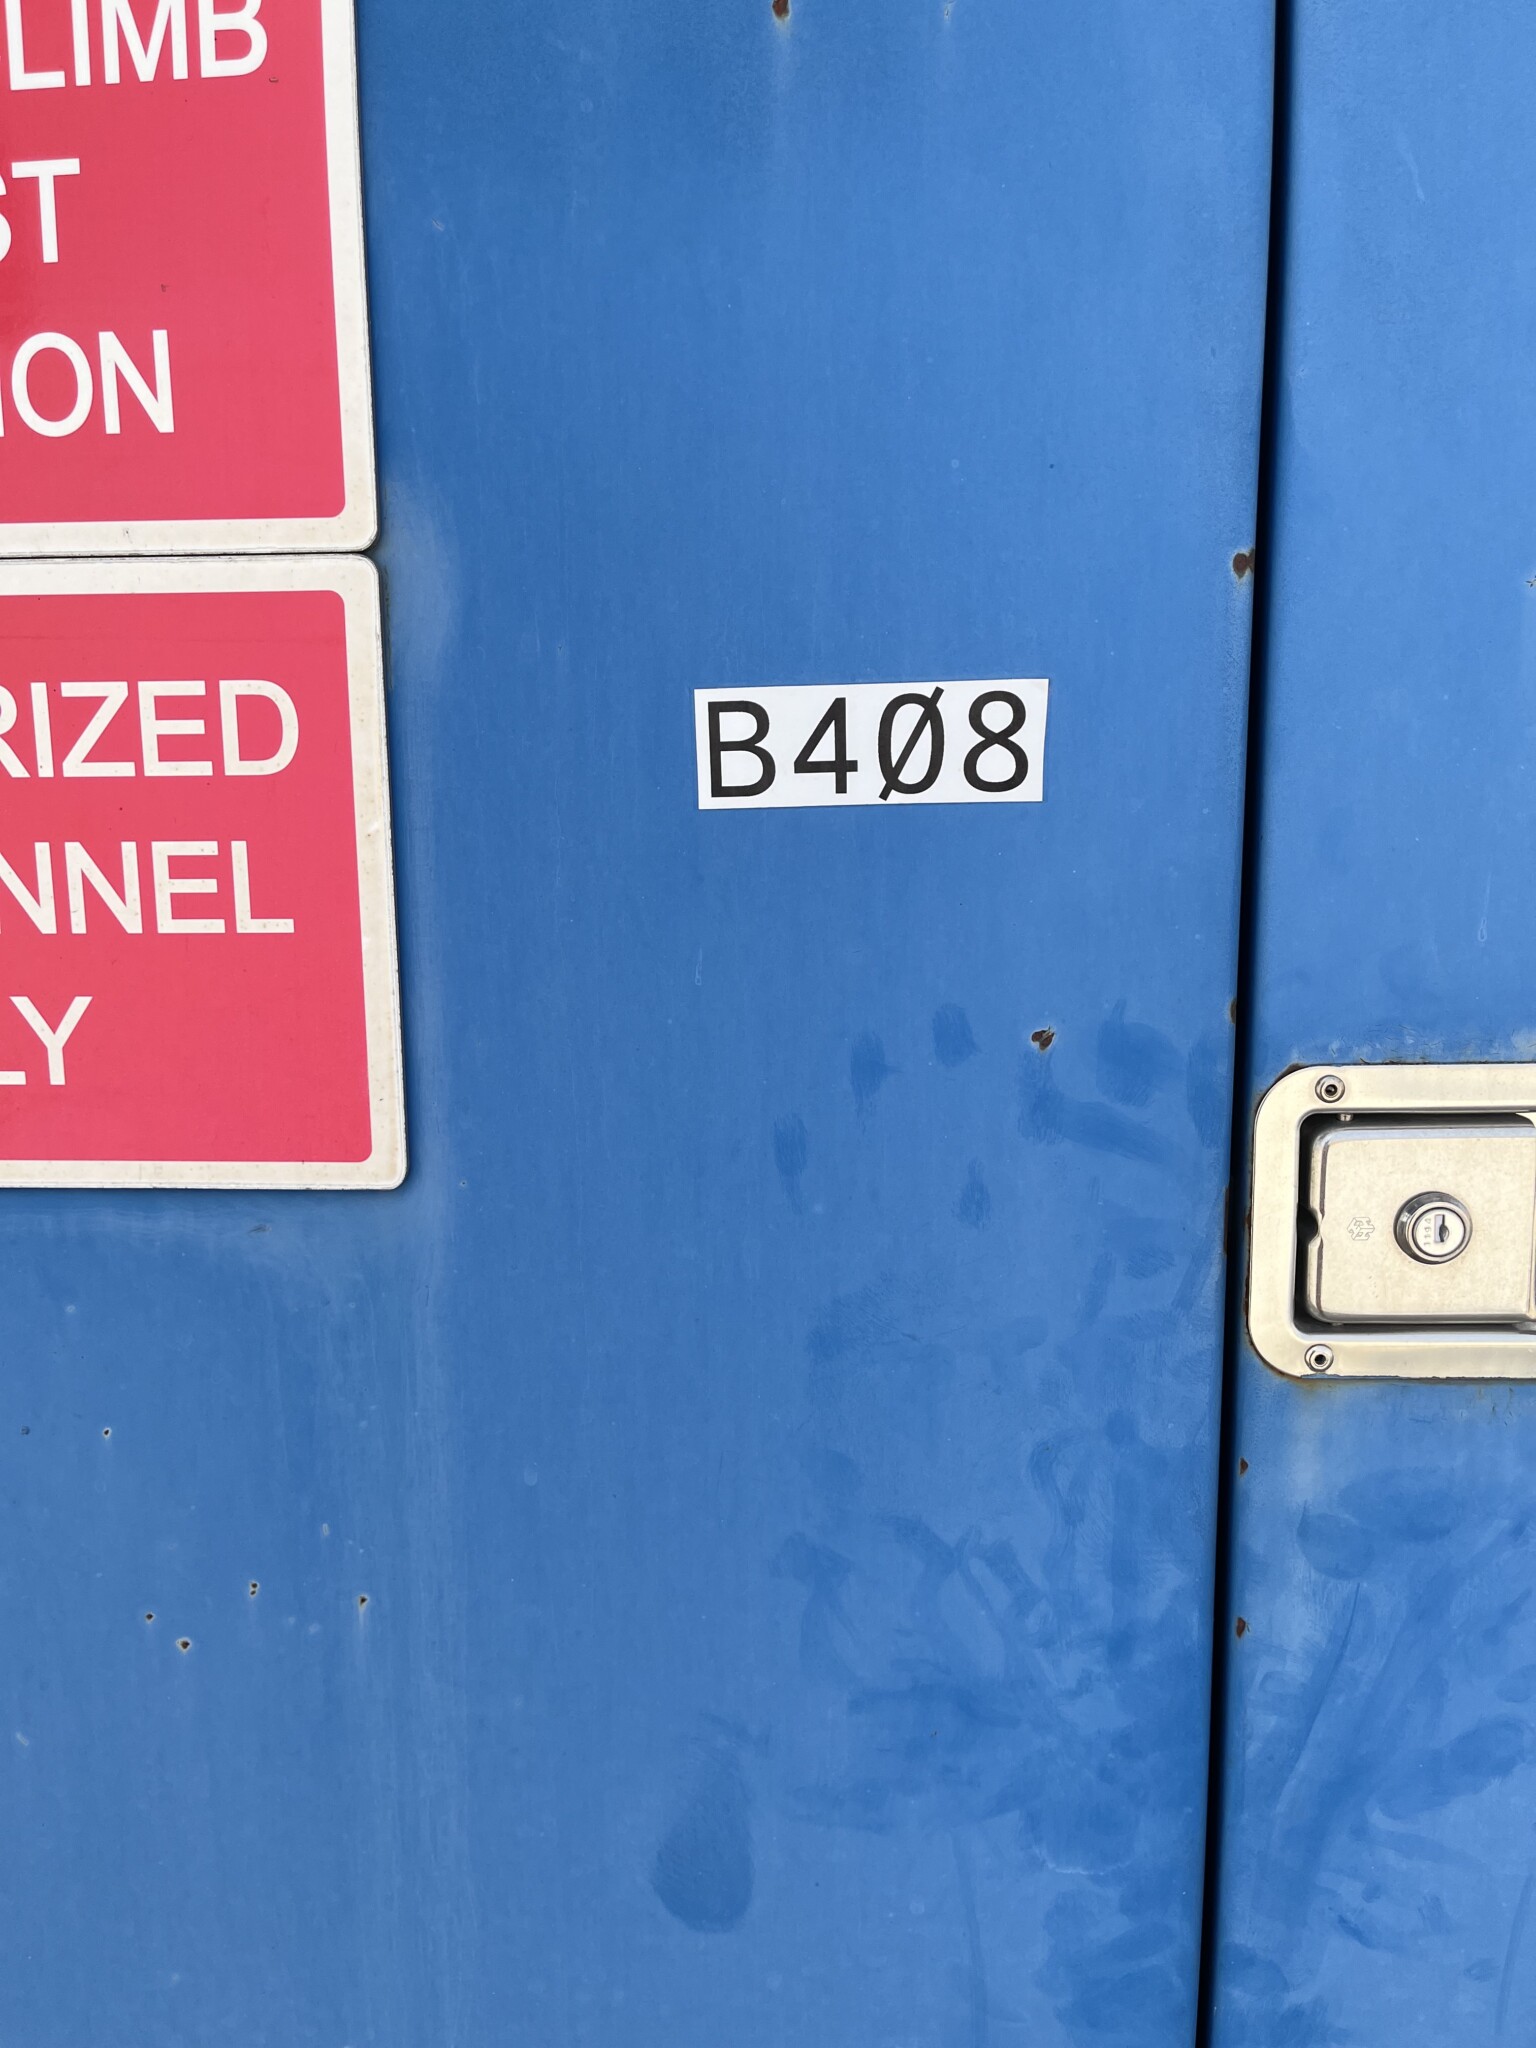 LIMB
ST
ION
RIZED
NNEL
LY
B4Ø8